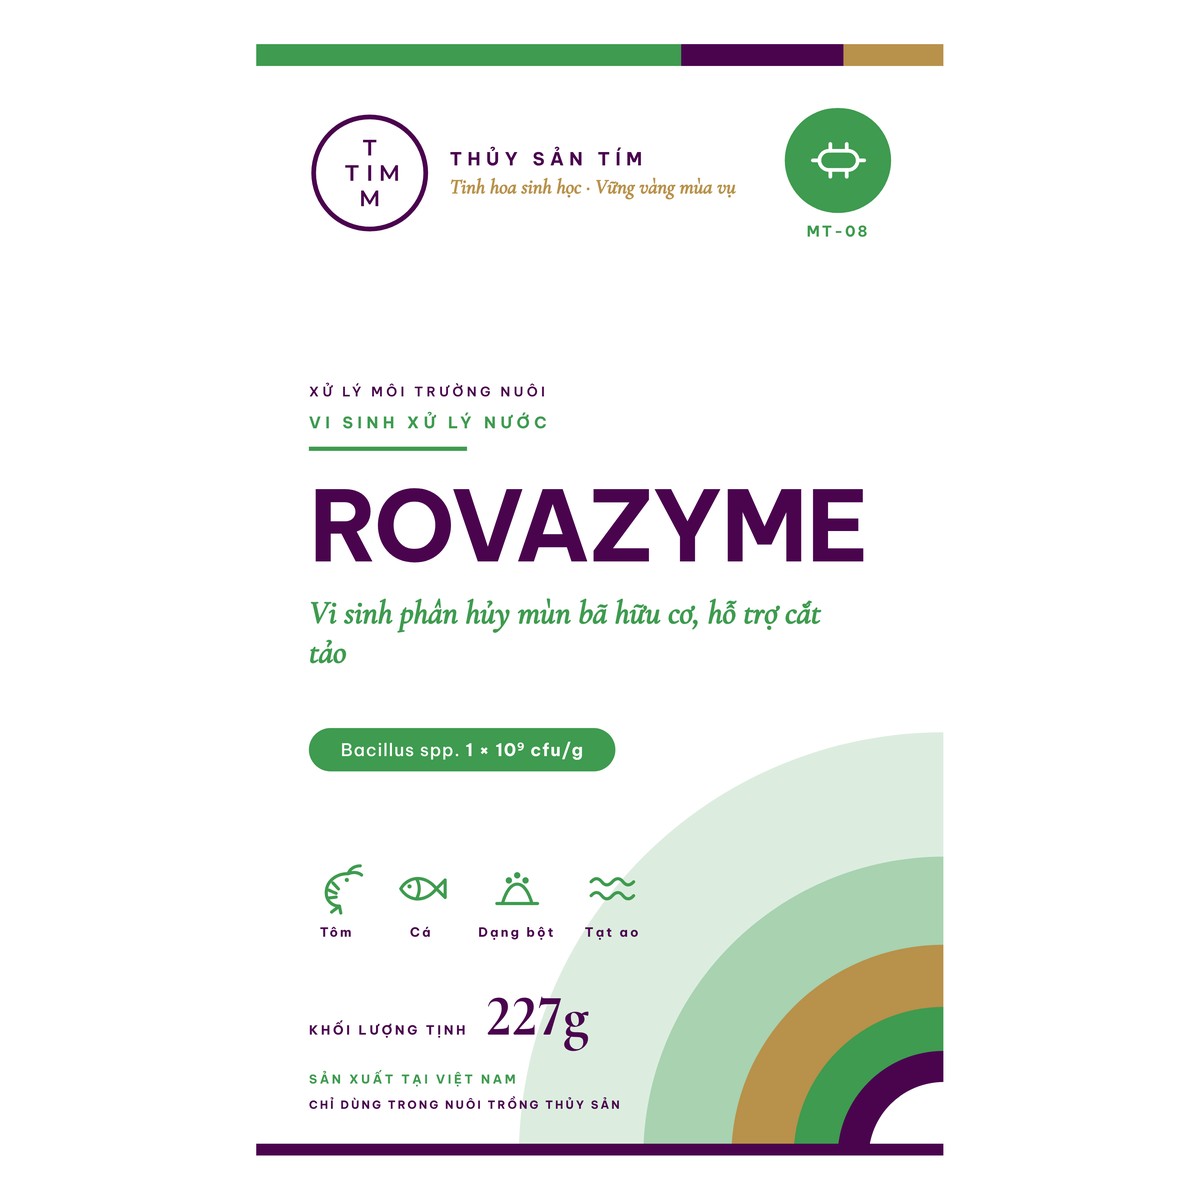 T
TIM
M
THỦY SẢN TÍM
Tinh hoa sinh học · Vững vàng mùa vụ
MT-08
XỬ LÝ MÔI TRƯỜNG NUÔI
VI SINH XỬ LÝ NƯỚC
ROVAZYME
Vi sinh phân hủy mùn bã hữu cơ, hỗ trợ cắt
tảo
Bacillus spp. 1 × 10⁹ cfu/g
Tôm Cá Dạng bột Tạt ao
KHỐI LƯỢNG TỊNH 227g
SẢN XUẤT TẠI VIỆT NAM
CHỈ DÙNG TRONG NUÔI TRỒNG THỦY SẢN